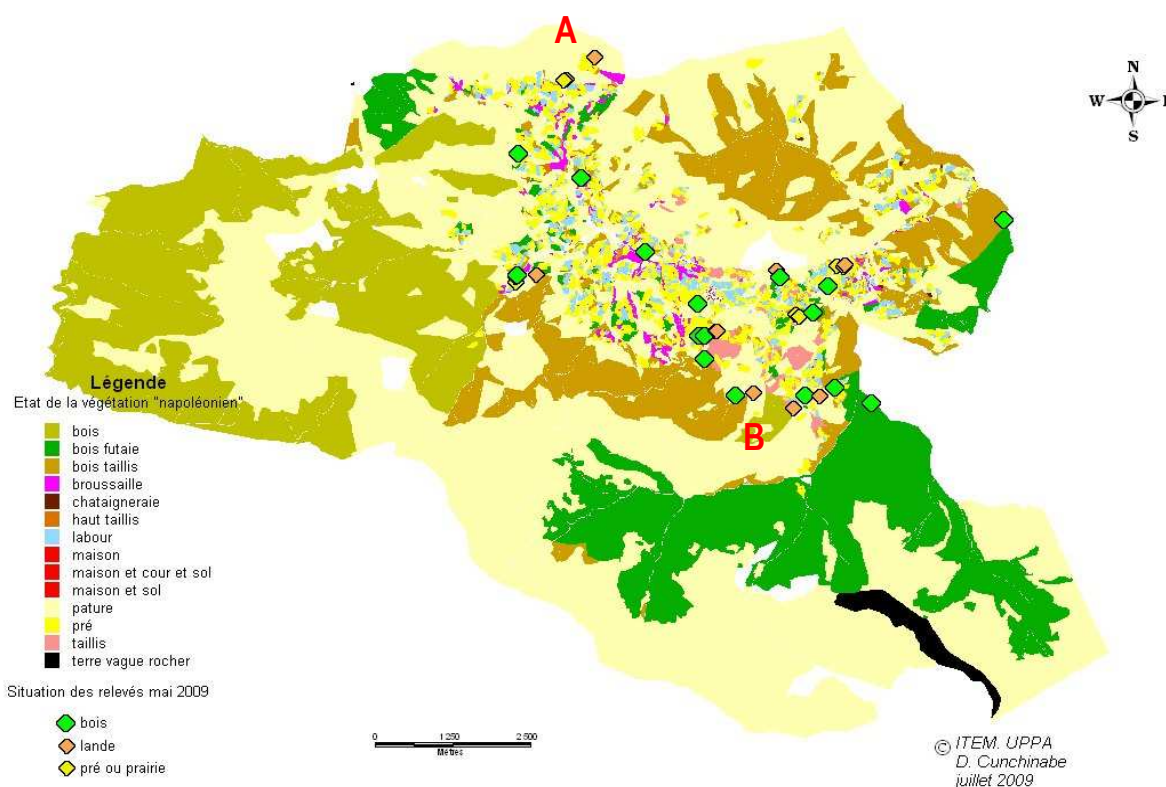 A
N
W
E
S
Légende
Etat de la végétation "napoléonien"
bois
bois futaie
bois taillis
broussaille
chataigneraie
haut taillis
labour
maison
maison et cour et sol
maison et sol
pature
pré
taillis
terre vague rocher
B
Situation des relevés mai 2009
bois
lande
pré ou prairie
0 1 250 2 500
Mètres
© ITEM. UPPA
D. Cunchinabe
juillet 2009